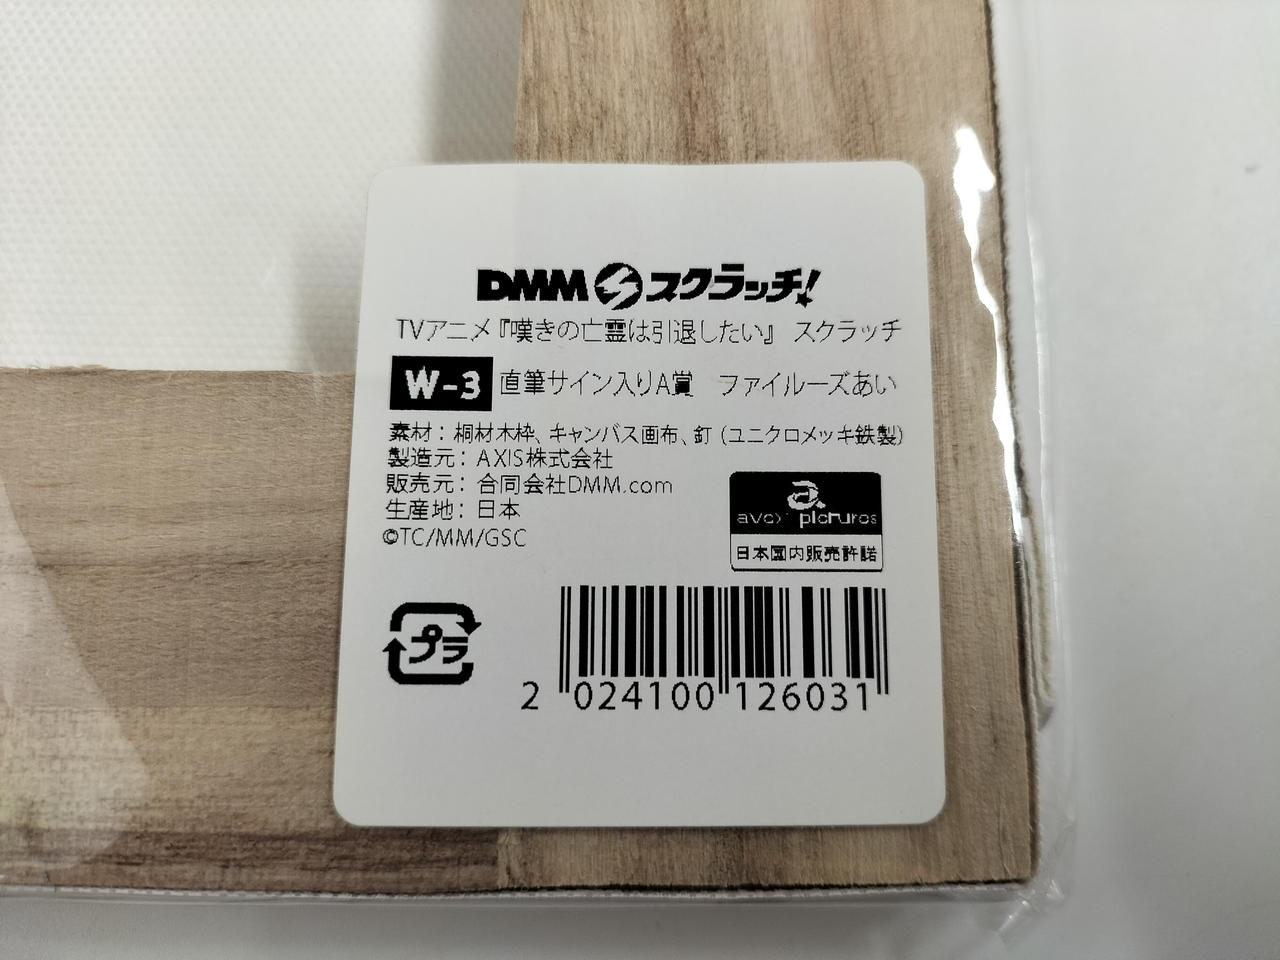 DMMスクラッチ!
TVアニメ『嘆きの亡霊は引退したい』 スクラッチ
W-3 直筆サイン入りA賞 ファイルーズあい
素材：桐材木枠、キャンバス画布、釘（ユニクロメッキ鉄製）
製造元：AXIS株式会社
販売元：合同会社DMM.com
生産地：日本
©TC/MM/GSC
avex pictures
日本国内販売許諾
プラ
2 024100 126031